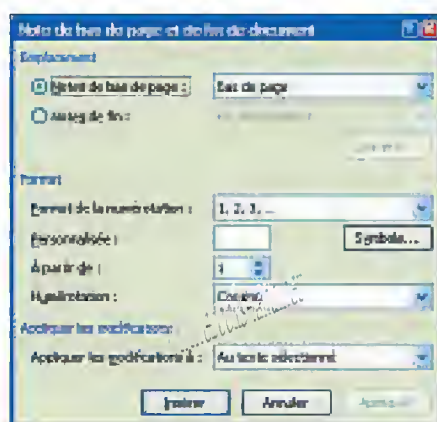 Note de bas de page et de fin de document
Emplacement
Notes de bas de page : Bas de page
Notes de fin :
Format
Format de la numérotation : 1, 2, 3, ...
Personnalisée : Symbole...
À partir de : 1
Numérotation : Continu
Appliquer les modifications
Appliquer les modifications à : Au texte sélectionné
Insérer Annuler Appliquer